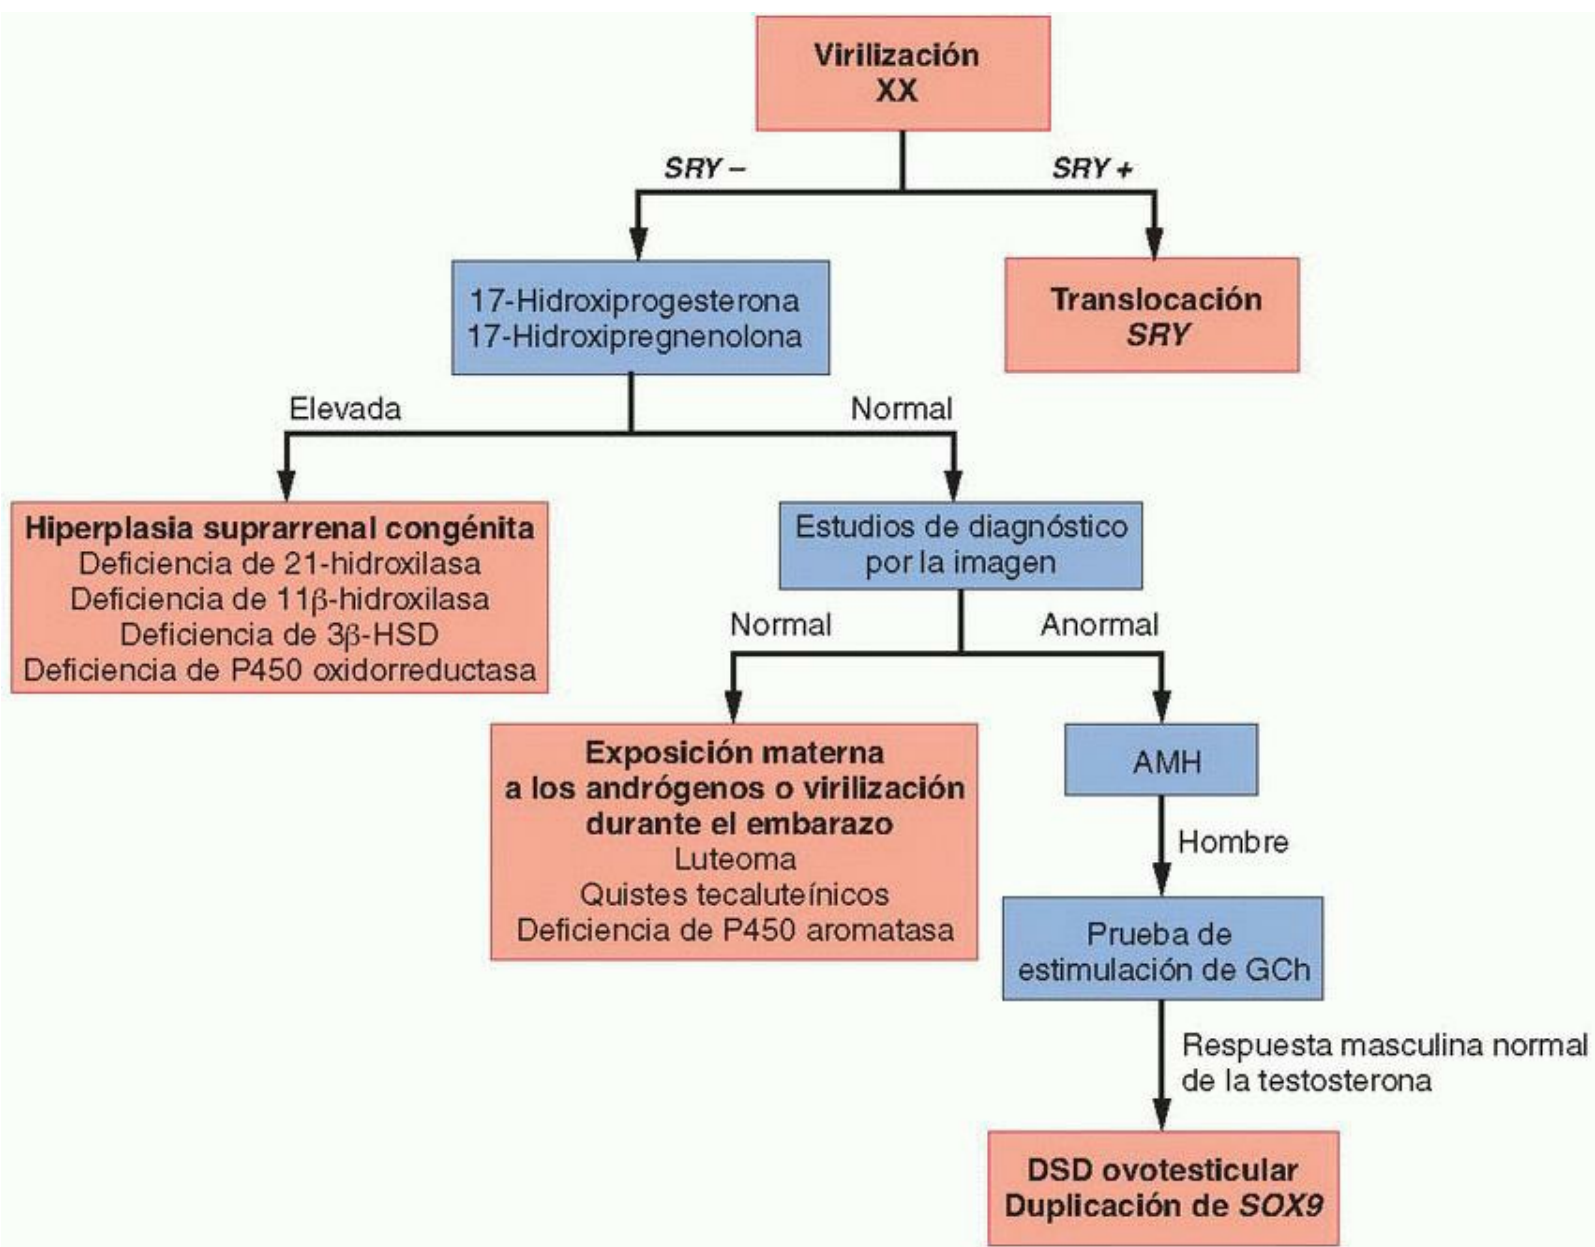 Virilización
XX
SRY –
SRY +
17-Hidroxiprogesterona
17-Hidroxipregnenolona
Translocación
SRY
Elevada
Normal
Hiperplasia suprarrenal congénita
Deficiencia de 21-hidroxilasa
Deficiencia de 11β-hidroxilasa
Deficiencia de 3β-HSD
Deficiencia de P450 oxidorreductasa
Estudios de diagnóstico
por la imagen
Normal
Anormal
Exposición materna
a los andrógenos o virilización
durante el embarazo
Luteoma
Quistes tecaluteínicos
Deficiencia de P450 aromatasa
AMH
Hombre
Prueba de
estimulación de GCh
Respuesta masculina normal
de la testosterona
DSD ovotesticular
Duplicación de SOX9